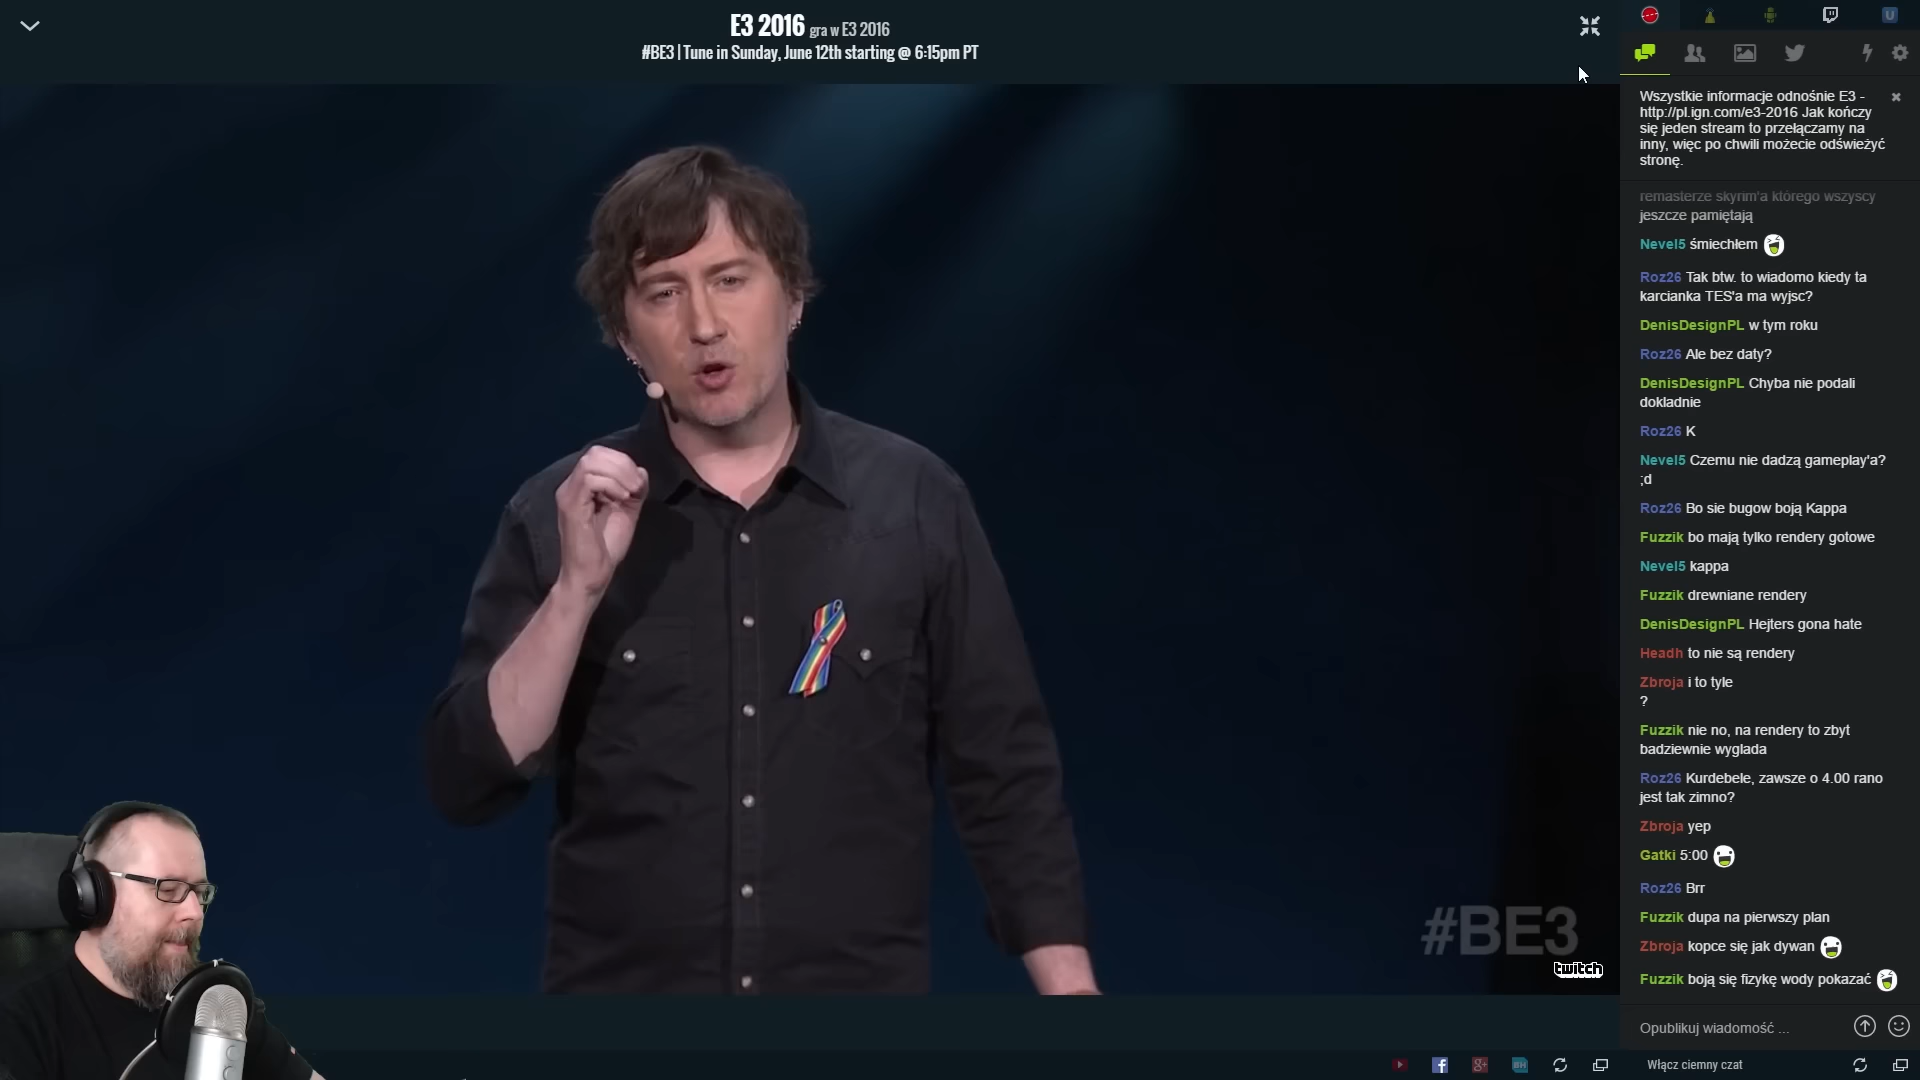 E3 2016 gra w E3 2016
#BE3 | Tune in Sunday, June 12th starting @ 6:15pm PT
#BE3
twitch
U
Wszystkie informacje odnośnie E3 -
http://pl.ign.com/e3-2016 Jak kończy
się jeden stream to przełączamy na
inny, więc po chwili możecie odświeżyć
stronę.
remasterze skyrim'a którego wszyscy
jeszcze pamiętają
Nevel5 śmiechłem
Roz26 Tak btw. to wiadomo kiedy ta
karcianka TES'a ma wyjsc?
DenisDesignPL w tym roku
Roz26 Ale bez daty?
DenisDesignPL Chyba nie podali
dokladnie
Roz26 K
Nevel5 Czemu nie dadzą gameplay'a?
;d
Roz26 Bo sie bugow boją Kappa
Fuzzik bo mają tylko rendery gotowe
Nevel5 kappa
Fuzzik drewniane rendery
DenisDesignPL Hejters gona hate
Headh to nie są rendery
Zbroja i to tyle
?
Fuzzik nie no, na rendery to zbyt
badziewnie wyglada
Roz26 Kurdebele, zawsze o 4.00 rano
jest tak zimno?
Zbroja yep
Gatki 5:00
Roz26 Brr
Fuzzik dupa na pierwszy plan
Zbroja kopce się jak dywan
Fuzzik boją się fizykę wody pokazać
Opublikuj wiadomość ...
f
g+
BH
Włącz ciemny czat